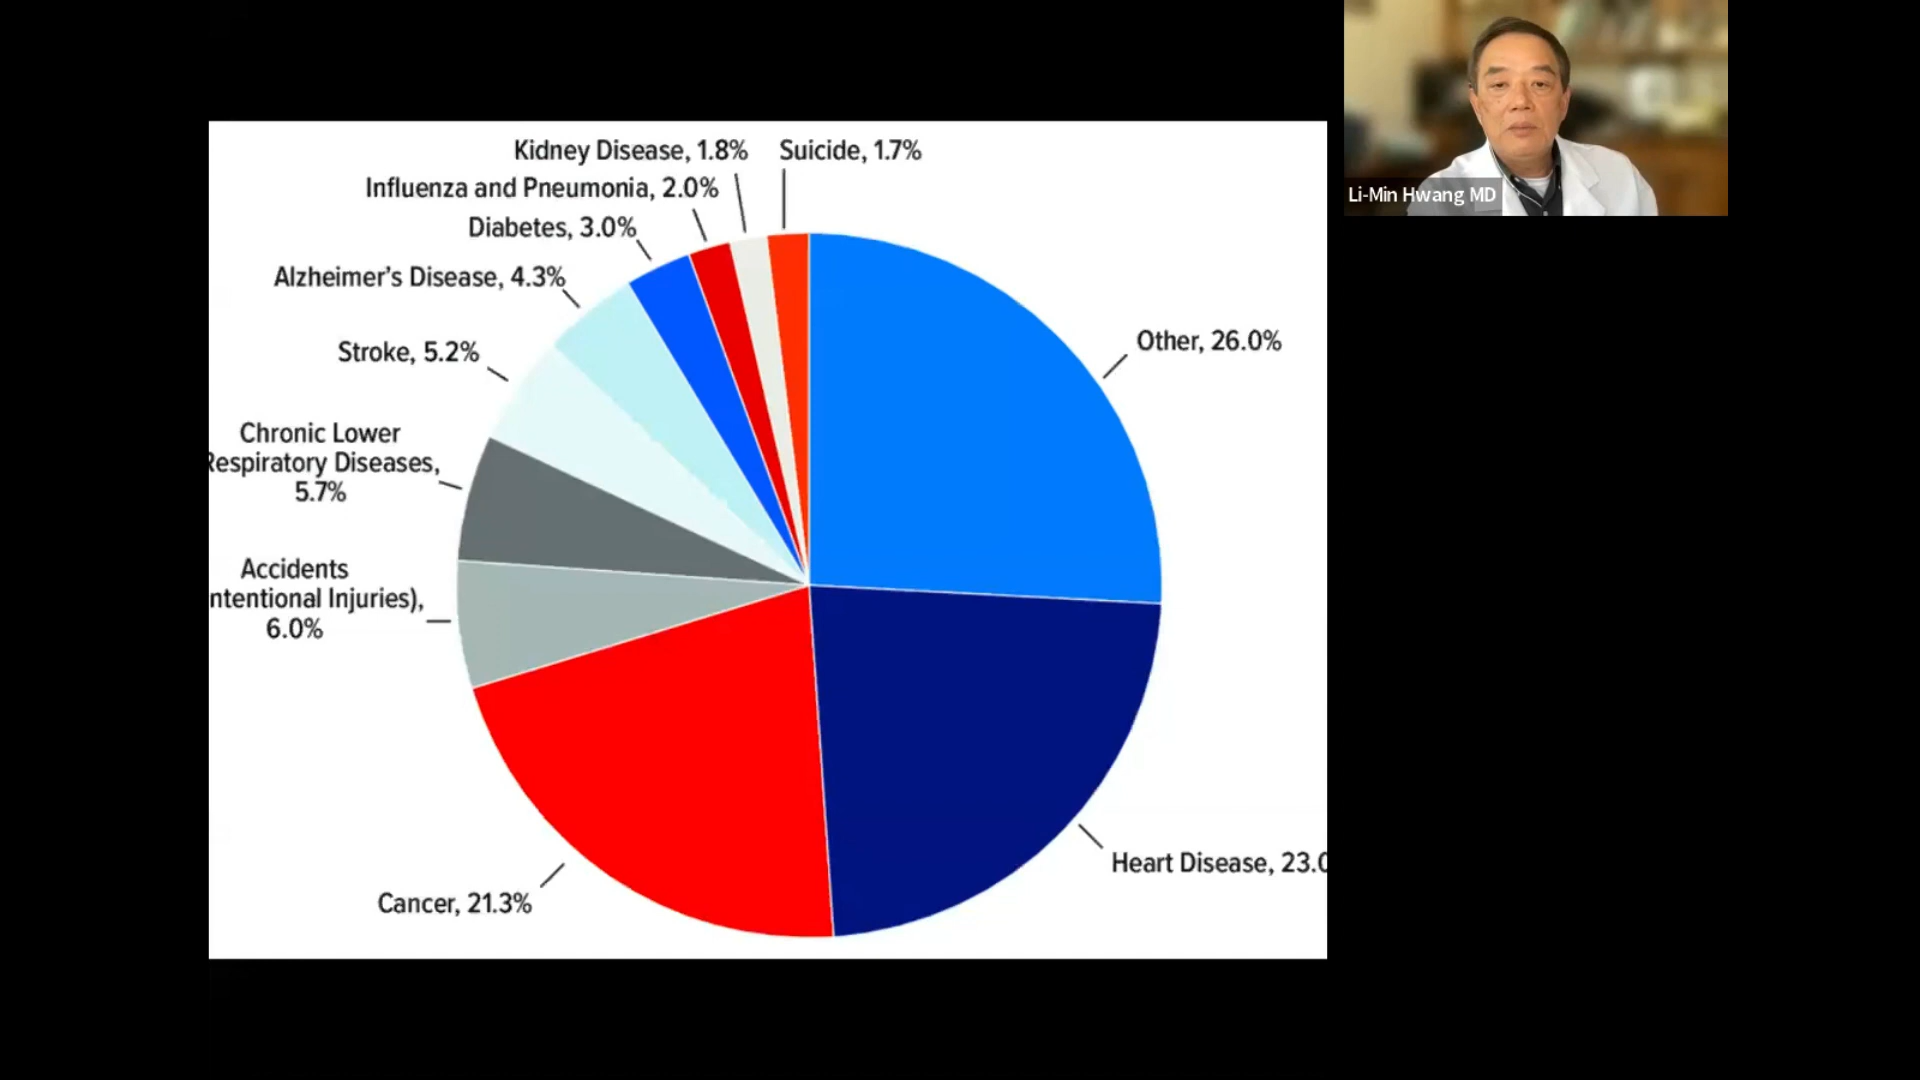 Kidney Disease, 1.8%
Suicide, 1.7%
Influenza and Pneumonia, 2.0%
Diabetes, 3.0%
Alzheimer’s Disease, 4.3%
Stroke, 5.2%
Other, 26.0%
Chronic Lower
Respiratory Diseases,
5.7%
Accidents
ntentional Injuries),
6.0%
Heart Disease, 23.0
Cancer, 21.3%
Li-Min Hwang MD